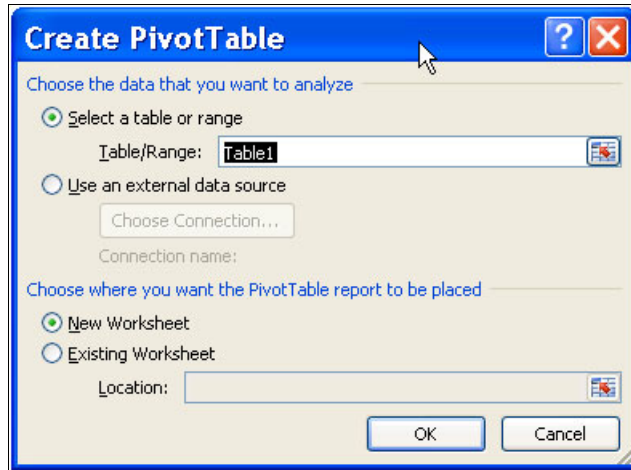 Create PivotTable
?
Choose the data that you want to analyze
Select a table or range
Table/Range: Table1
Use an external data source
Choose Connection...
Connection name:
Choose where you want the PivotTable report to be placed
New Worksheet
Existing Worksheet
Location:
OK Cancel